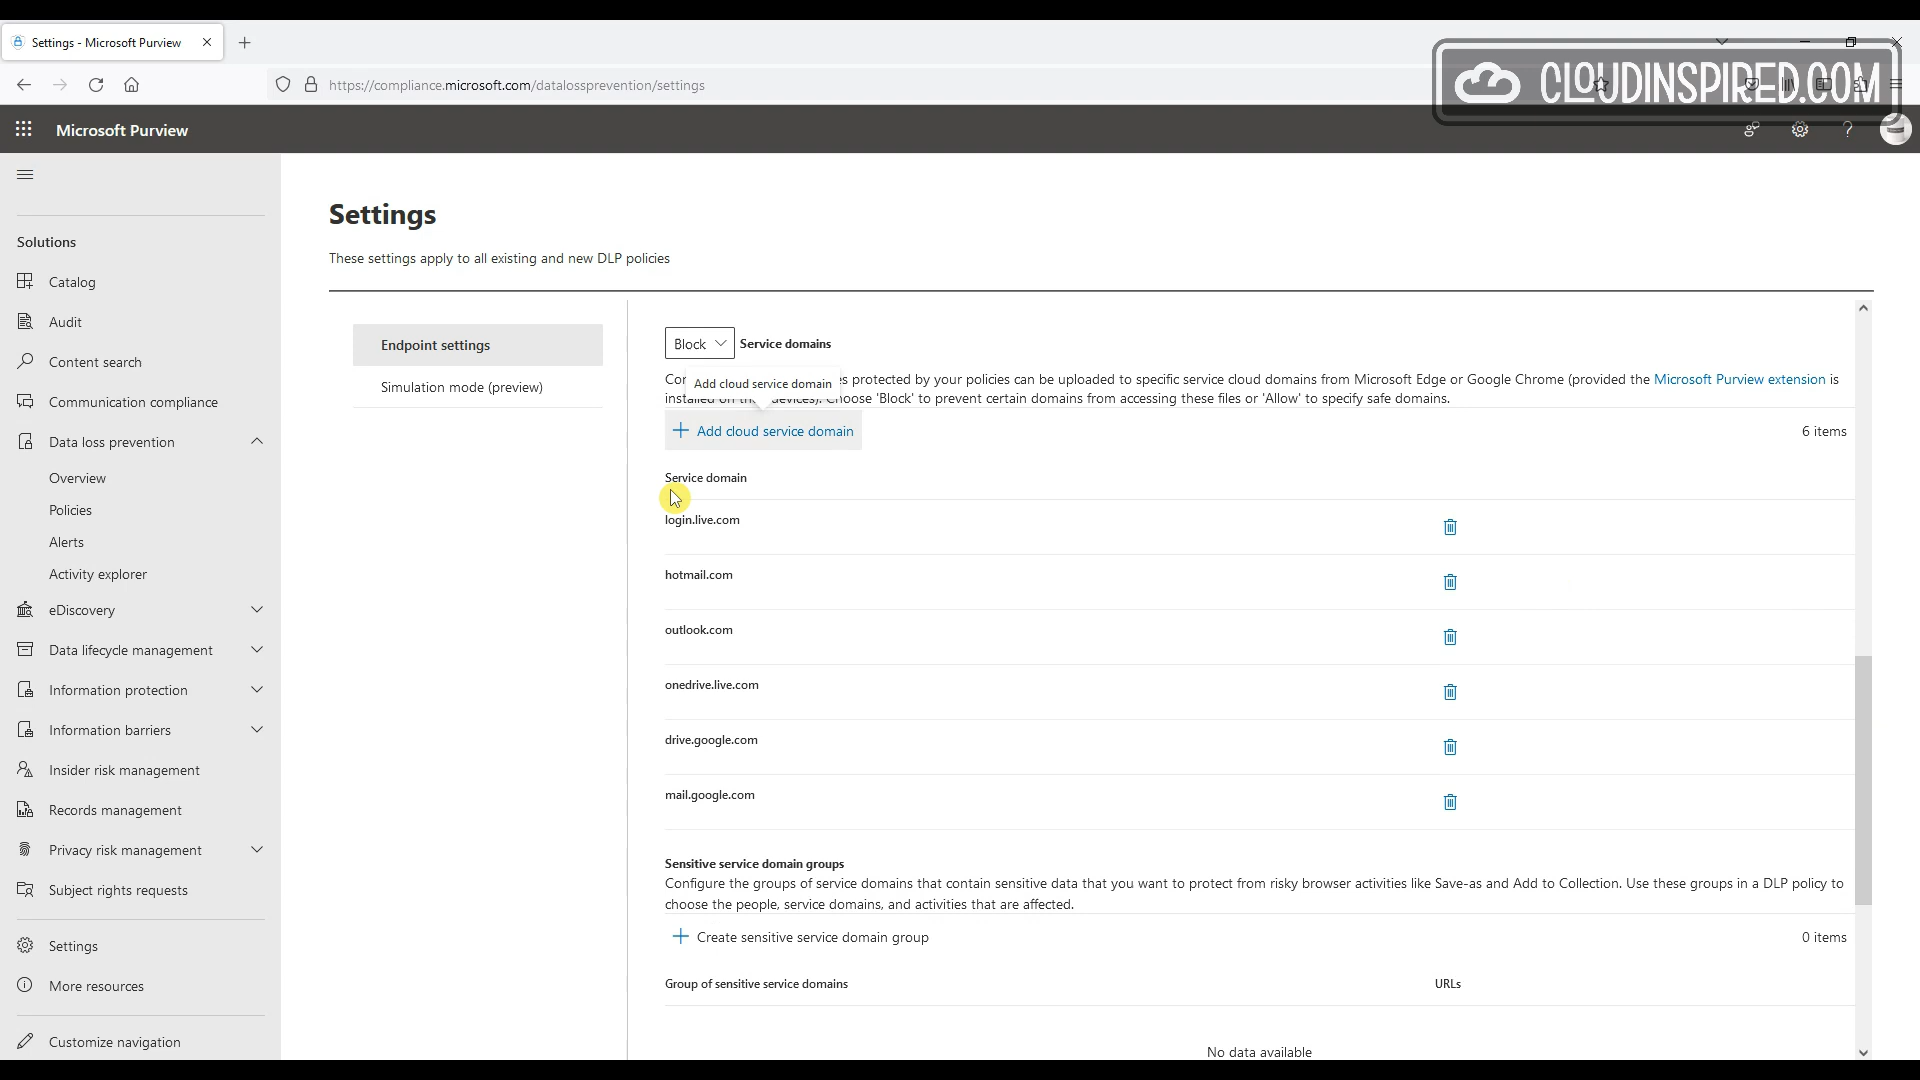 Settings - Microsoft Purview
CLOUDINSPIRED.COM
https://compliance.microsoft.com/datalossprevention/settings
Microsoft Purview
Solutions
Catalog
Audit
Content search
Communication compliance
Data loss prevention
Overview
Policies
Alerts
Activity explorer
eDiscovery
Data lifecycle management
Information protection
Information barriers
Insider risk management
Records management
Privacy risk management
Subject rights requests
Settings
More resources
Customize navigation
Settings
These settings apply to all existing and new DLP policies
Endpoint settings
Simulation mode (preview)
Block Service domains
Add cloud service domain
protected by your policies can be uploaded to specific service cloud domains from Microsoft Edge or Google Chrome (provided the Microsoft Purview extension is
'Block' to prevent certain domains from accessing these files or 'Allow' to specify safe domains.
+ Add cloud service domain 6 items
Service domain
login.live.com
hotmail.com
outlook.com
onedrive.live.com
drive.google.com
mail.google.com
Sensitive service domain groups
Configure the groups of service domains that contain sensitive data that you want to protect from risky browser activities like Save-as and Add to Collection. Use these groups in a DLP policy to
choose the people, service domains, and activities that are affected.
+ Create sensitive service domain group 0 items
Group of sensitive service domains URLs
No data available